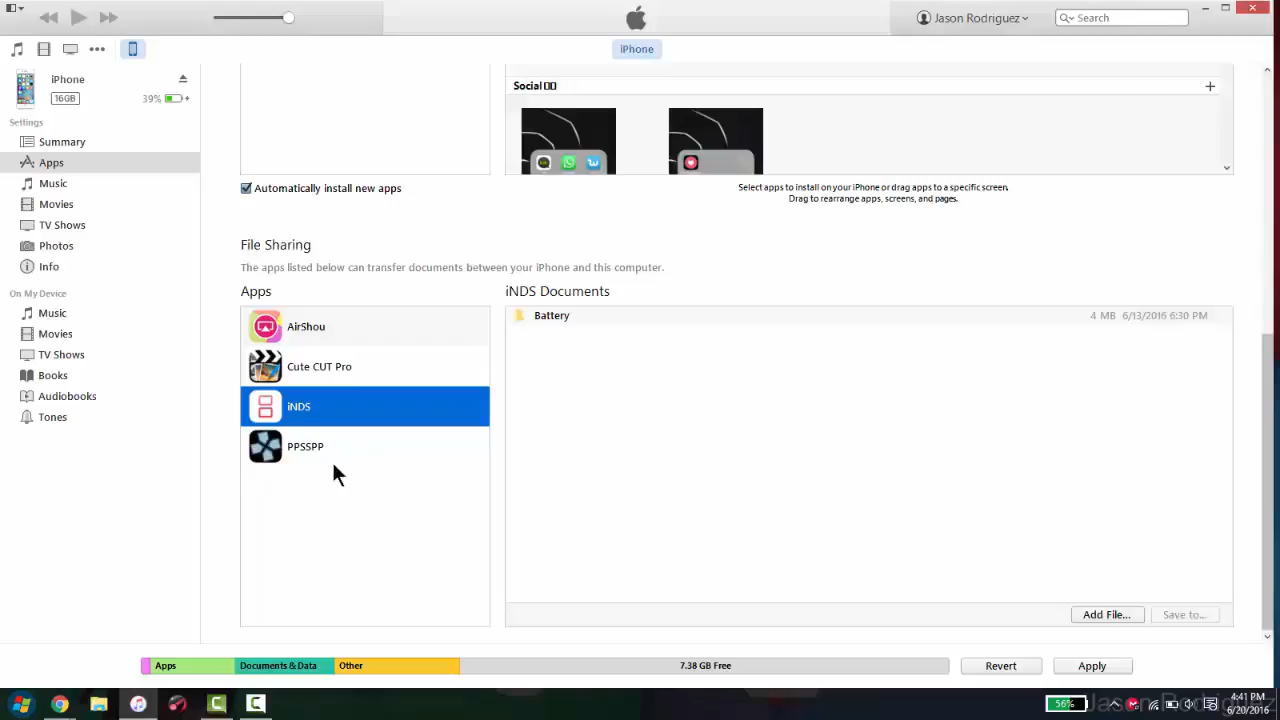 Jason Rodriguez
Search
iPhone
iPhone
16GB
39%
Settings
Summary
Apps
Music
Movies
TV Shows
Photos
Info
On My Device
Music
Movies
TV Shows
Books
Audiobooks
Tones
Social
Automatically install new apps
Select apps to install on your iPhone or drag apps to a specific screen.
Drag to rearrange apps, screens, and pages.
File Sharing
The apps listed below can transfer documents between your iPhone and this computer.
Apps
iNDS Documents
AirShou
Cute CUT Pro
iNDS
PPSSPP
Battery 4 MB 6/13/2016 6:30 PM
Add File... Save to...
Apps Documents & Data Other 7.38 GB Free Revert Apply
56%
Jason Rodriguez
4:41 PM
6/20/2016